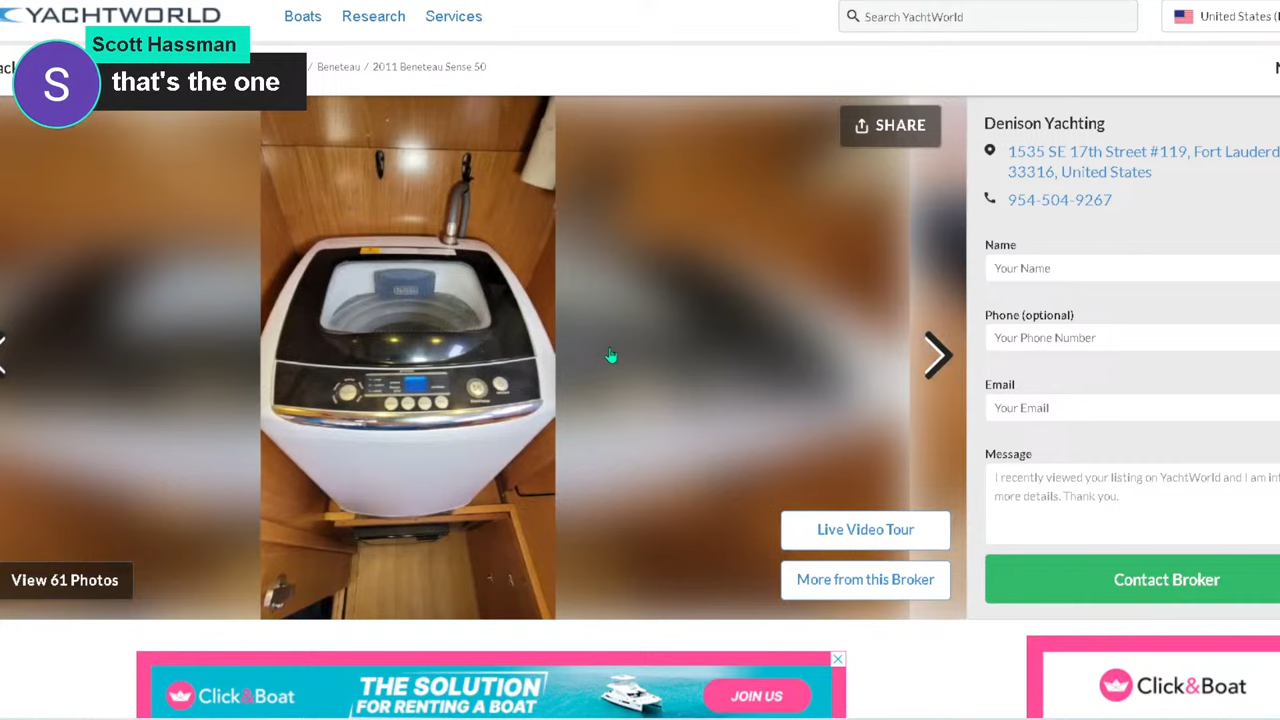 YACHTWORLD
Boats
Research
Services
Search YachtWorld
United States (
Scott Hassman
that's the one
/ Beneteau / 2011 Beneteau Sense 50
SHARE
View 61 Photos
Live Video Tour
More from this Broker
Denison Yachting
1535 SE 17th Street #119, Fort Lauderd
33316, United States
954-504-9267
Name
Your Name
Phone (optional)
Your Phone Number
Email
Your Email
Message
I recently viewed your listing on YachtWorld and I am in
more details. Thank you.
Contact Broker
Click&Boat
THE SOLUTION
FOR RENTING A BOAT
JOIN US
Click&Boat